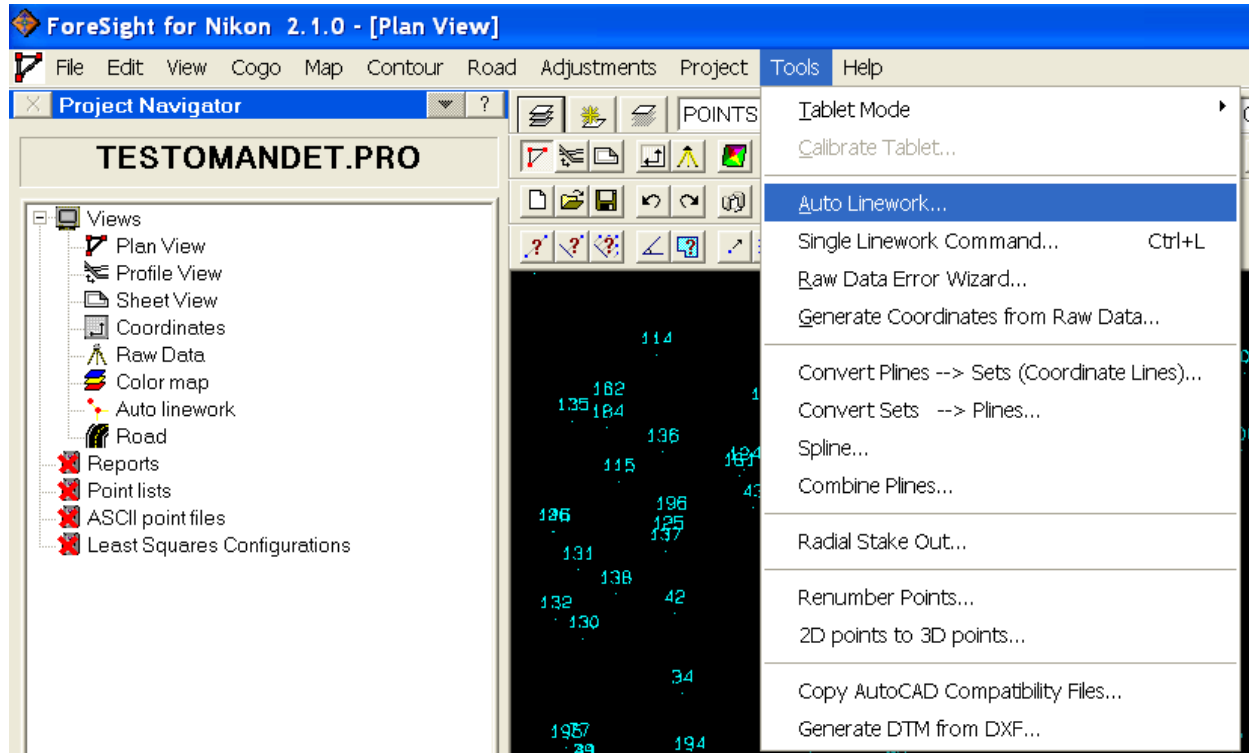 ForeSight for Nikon 2.1.0 - [Plan View]
File Edit View Cogo Map Contour Road Adjustments Project Tools Help
Project Navigator ?
TESTOMANDET.PRO
Views
Plan View
Profile View
Sheet View
Coordinates
Raw Data
Color map
Auto linework
Road
Reports
Point lists
ASCII point files
Least Squares Configurations
POINTS
Tablet Mode
Calibrate Tablet...
Auto Linework...
Single Linework Command... Ctrl+L
Raw Data Error Wizard...
Generate Coordinates from Raw Data...
Convert Plines --> Sets (Coordinate Lines)...
Convert Sets --> Plines...
Spline...
Combine Plines...
Radial Stake Out...
Renumber Points...
2D points to 3D points...
Copy AutoCAD Compatibility Files...
Generate DTM from DXF...
114
162
135 184
136
115
196
137
131
138
132 42
130
34
194